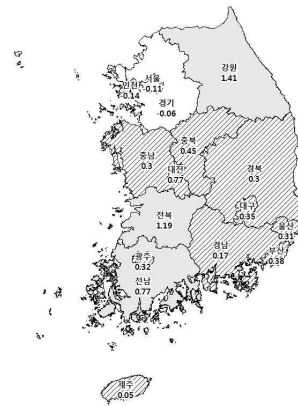 강원
1.41
서울
-0.11
인천
-0.14
경기
-0.06
충북
0.45
충남
0.3
대전
0.77
경북
0.3
대구
0.35
전북
1.19
울산
0.31
경남
0.17
부산
0.38
광주
0.32
전남
0.77
제주
0.05